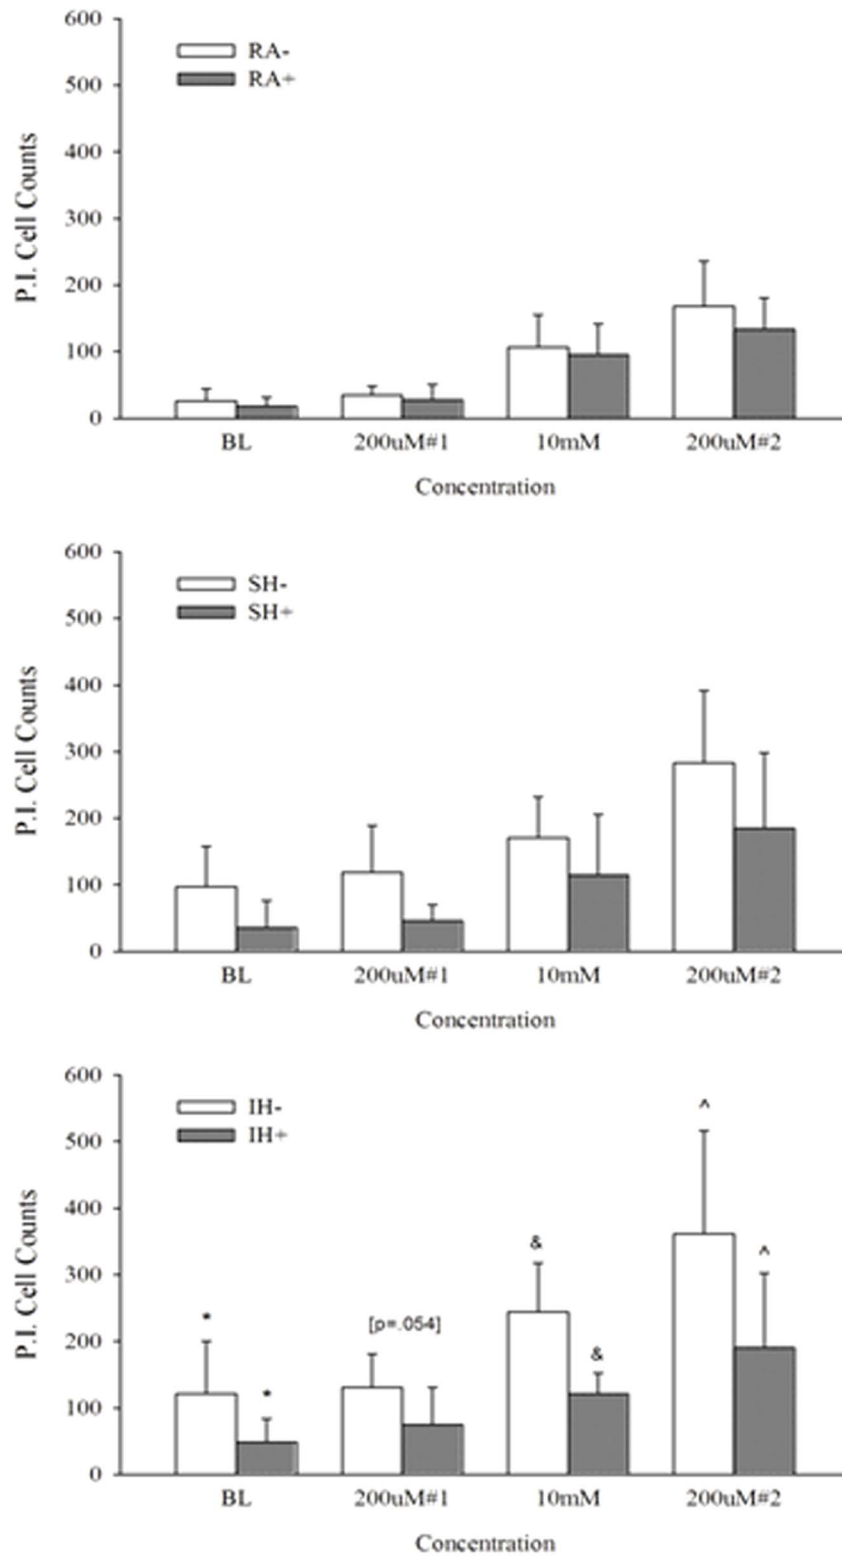 600
RA-
RA+
500
400
300
200
100
0
P.I. Cell Counts
BL 200uM#1 10mM 200uM#2
Concentration
600
SH-
SH+
500
400
300
200
100
0
P.I. Cell Counts
BL 200uM#1 10mM 200uM#2
Concentration
600
IH-
IH+
^
500
400
&
^
300
*
[p=.054]
200
&
*
100
0
P.I. Cell Counts
BL 200uM#1 10mM 200uM#2
Concentration